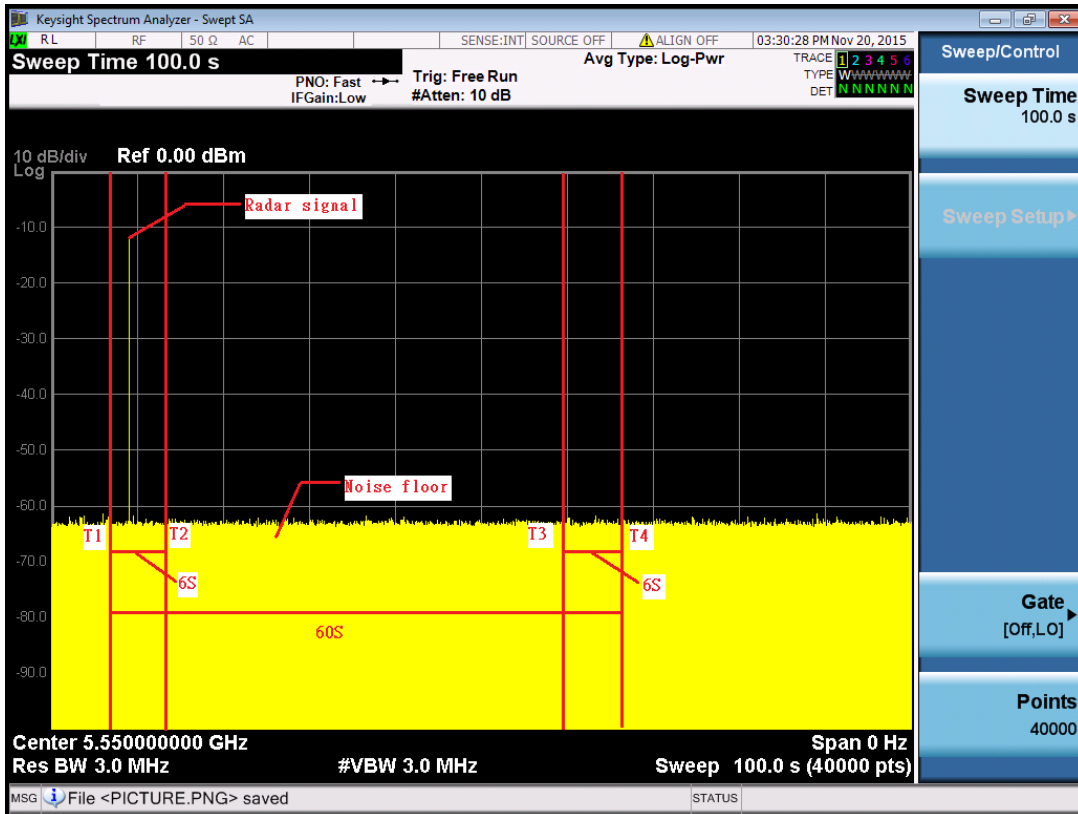 Keysight Spectrum Analyzer - Swept SA
LXI RL RF 50 Ω AC SENSE:INT SOURCE OFF ALIGN OFF 03:30:28 PM Nov 20, 2015
Sweep Time 100.0 s
PNO: Fast
IFGain:Low
Trig: Free Run
#Atten: 10 dB
Avg Type: Log-Pwr
TRACE 1 2 3 4 5 6
TYPE WWWWWW
DET N N N N N N
10 dB/div Ref 0.00 dBm
Log
-10.0
-20.0
-30.0
-40.0
-50.0
-60.0
-70.0
-80.0
-90.0
Radar signal
Noise floor
T1
T2
T3
T4
6S
6S
60S
Center 5.550000000 GHz
Span 0 Hz
Res BW 3.0 MHz
#VBW 3.0 MHz
Sweep 100.0 s (40000 pts)
MSG File <PICTURE.PNG> saved
STATUS
Sweep/Control
Sweep Time
100.0 s
Sweep Setup
Gate
[Off,LO]
Points
40000